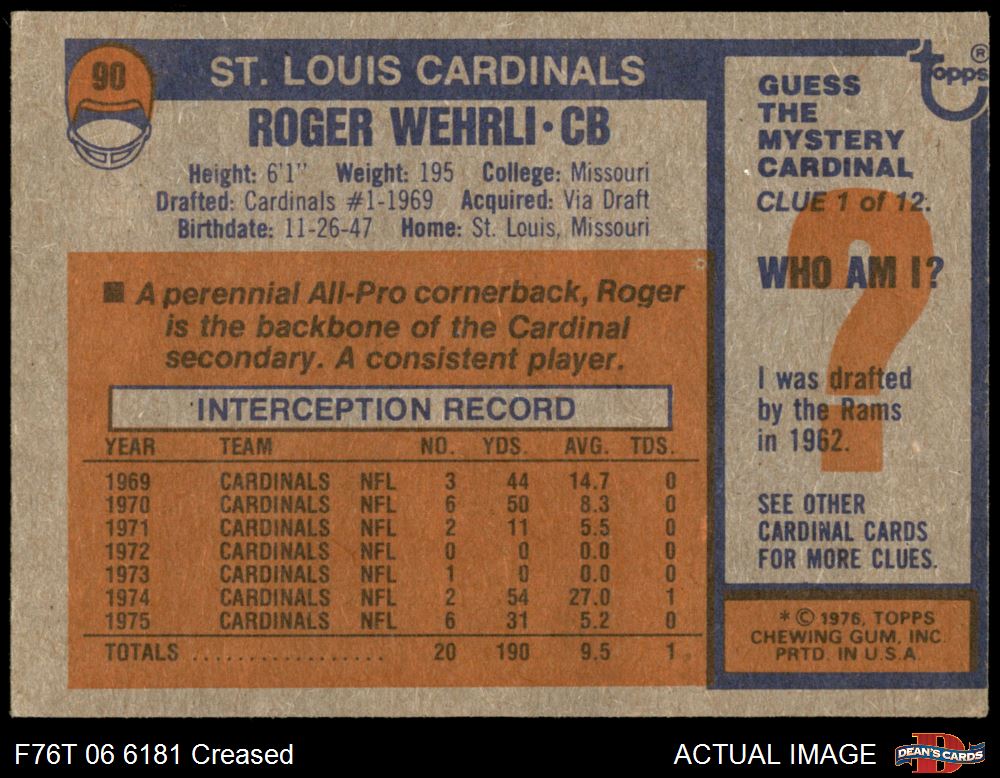 90
ST. LOUIS CARDINALS
ROGER WEHRLI · CB
Height: 6'1" Weight: 195 College: Missouri
Drafted: Cardinals #1-1969 Acquired: Via Draft
Birthdate: 11-26-47 Home: St. Louis, Missouri
■ A perennial All-Pro cornerback, Roger
is the backbone of the Cardinal
secondary. A consistent player.
INTERCEPTION RECORD
YEAR TEAM NO. YDS. AVG. TDS.
1969 CARDINALS NFL 3 44 14.7 0
1970 CARDINALS NFL 6 50 8.3 0
1971 CARDINALS NFL 2 11 5.5 0
1972 CARDINALS NFL 0 0 0.0 0
1973 CARDINALS NFL 1 0 0.0 0
1974 CARDINALS NFL 2 54 27.0 1
1975 CARDINALS NFL 6 31 5.2 0
TOTALS .................. 20 190 9.5 1
topps®
GUESS
THE
MYSTERY
CARDINAL
CLUE 1 of 12.
?
WHO AM I?
I was drafted
by the Rams
in 1962.
SEE OTHER
CARDINAL CARDS
FOR MORE CLUES.
* © 1976, TOPPS
CHEWING GUM, INC.
PRTD. IN U.S.A.
F76T 06 6181 Creased
ACTUAL IMAGE
D
DEAN'S CARDS